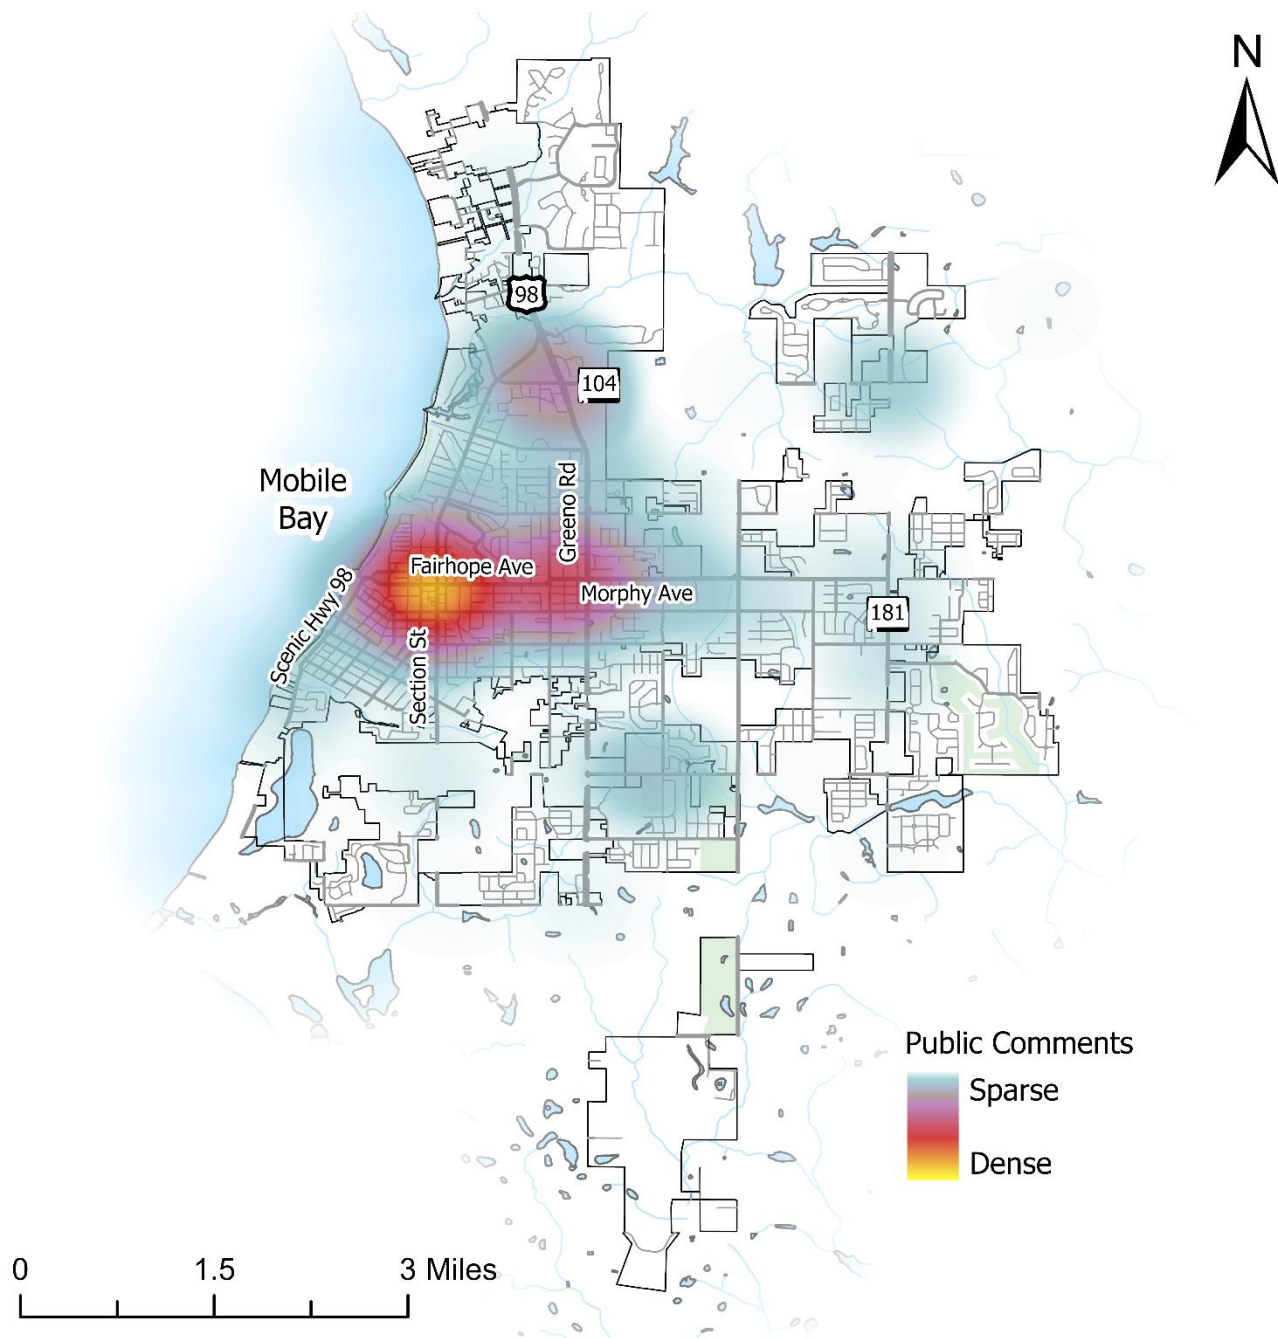 N
98
104
Mobile
Bay
Greeno Rd
Fairhope Ave
Morphy Ave
181
Scenic Hwy 98
Section St
Public Comments
Sparse
Dense
0 1.5 3 Miles